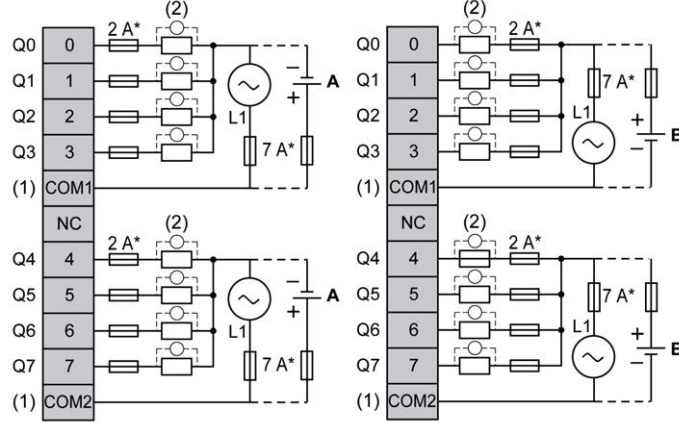 (2)
2 A*
Q0 0
Q1 1
Q2 2
Q3 3
(1) COM1
L1
7 A*
−
+
A
NC
(2)
2 A*
Q4 4
Q5 5
Q6 6
Q7 7
(1) COM2
L1
7 A*
−
+
A
(2)
2 A*
Q0 0
Q1 1
Q2 2
Q3 3
(1) COM1
7 A*
L1
+
−
B
NC
(2)
2 A*
Q4 4
Q5 5
Q6 6
Q7 7
(1) COM2
7 A*
L1
+
−
B